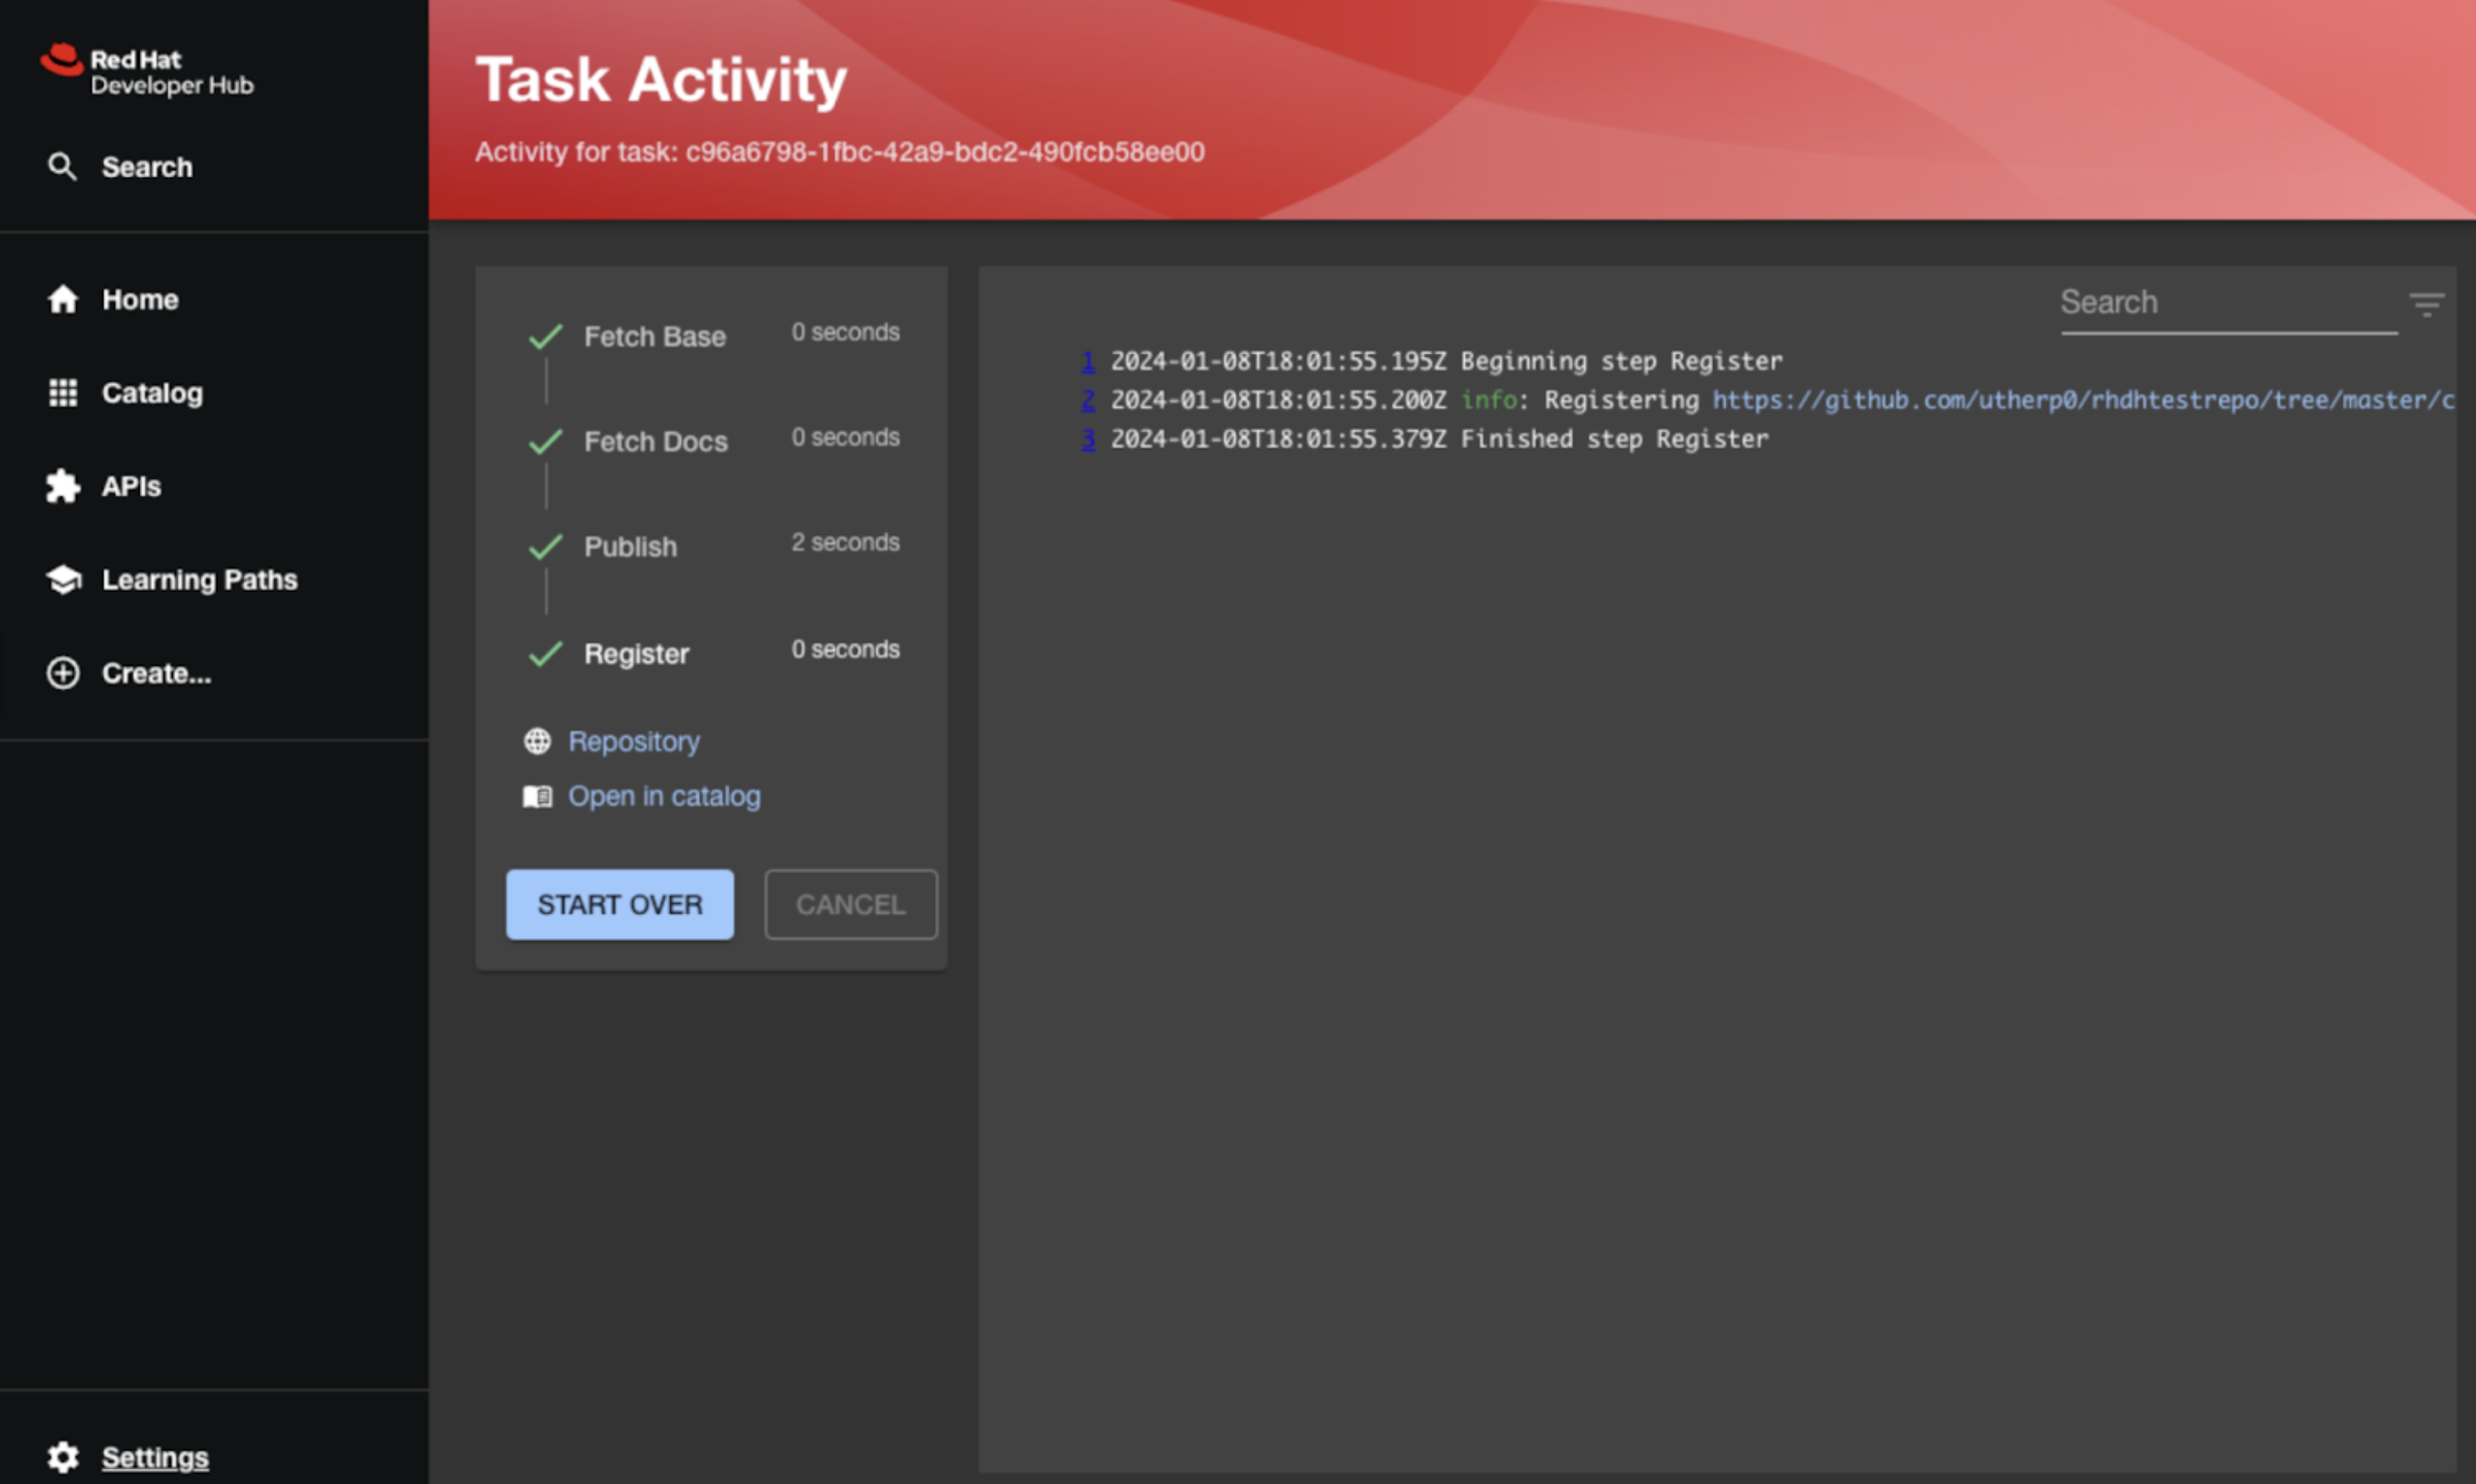 Red Hat
Developer Hub
Search
Home
Catalog
APIs
Learning Paths
Create...
Settings
Task Activity
Activity for task: c96a6798-1fbc-42a9-bdc2-490fcb58ee00
Fetch Base 0 seconds
Fetch Docs 0 seconds
Publish 2 seconds
Register 0 seconds
Repository
Open in catalog
START OVER CANCEL
Search
1 2024-01-08T18:01:55.195Z Beginning step Register
2 2024-01-08T18:01:55.200Z info: Registering https://github.com/utherp0/rhdhtestrepo/tree/master/c
3 2024-01-08T18:01:55.379Z Finished step Register